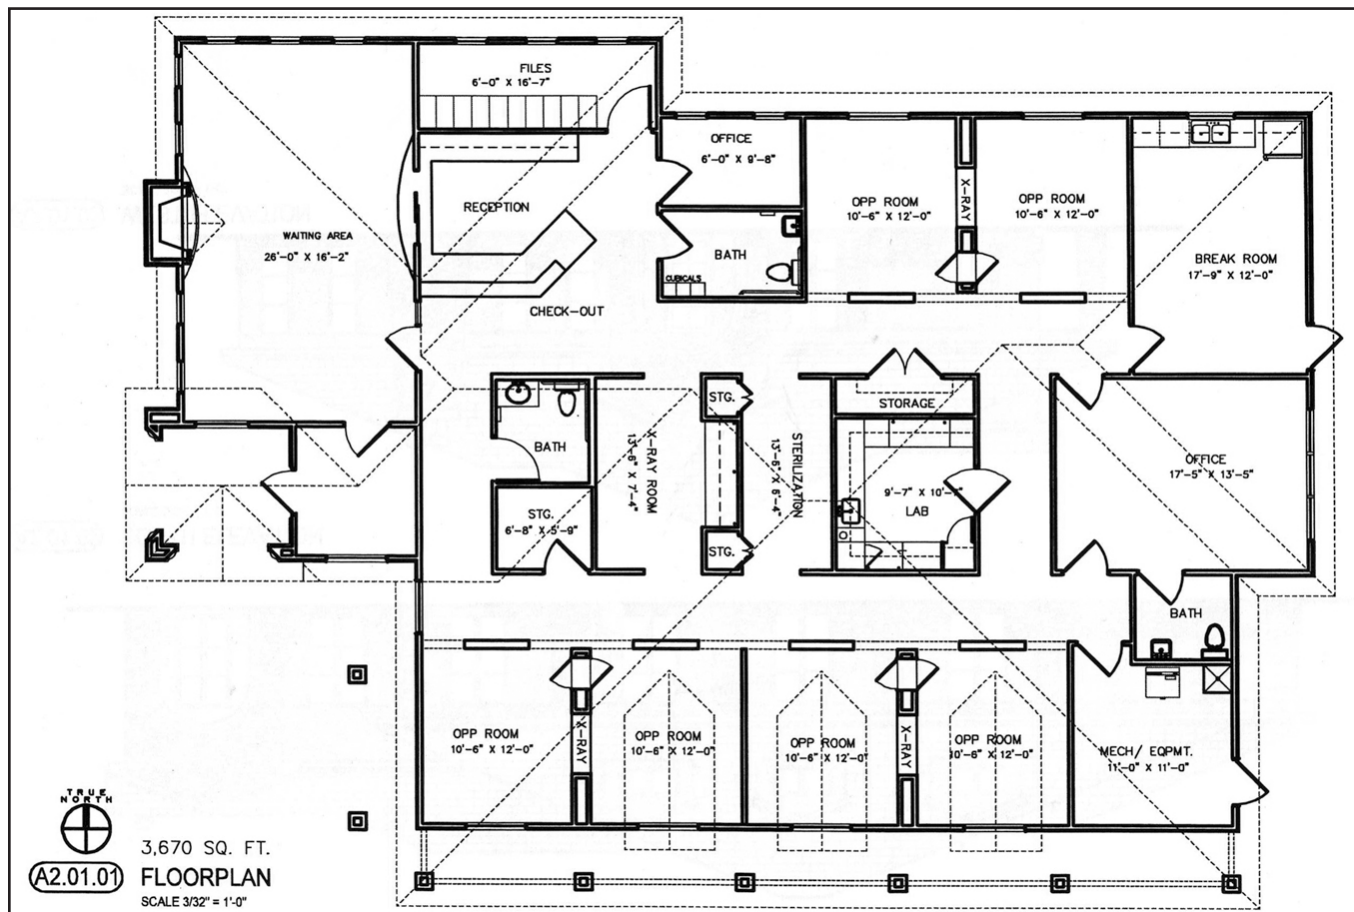 FILES
6'-0" X 16'-7"
OFFICE
6'-0" X 9'-8"
WAITING AREA
26'-0" X 16'-2"
RECEPTION
CHECK-OUT
BATH
CUBICALS
OPP ROOM
10'-6" X 12'-0"
X-RAY
OPP ROOM
10'-6" X 12'-0"
BREAK ROOM
17'-9" X 12'-0"
BATH
STG.
6'-8" X 5'-9"
X-RAY ROOM
13'-6" X 7'-4"
STG.
STG.
STERILIZATION
13'-6" X 6'-4"
STORAGE
9'-7" X 10'-
LAB
OFFICE
17'-5" X 13'-5"
BATH
OPP ROOM
10'-6" X 12'-0"
X-RAY
OPP ROOM
10'-6" X 12'-0"
OPP ROOM
10'-6" X 12'-0"
X-RAY
OPP ROOM
10'-6" X 12'-0"
MECH/ EQPMT.
11'-0" X 11'-0"
TRUE
NORTH
3,670 SQ. FT.
A2.01.01
FLOORPLAN
SCALE 3/32" = 1'-0"